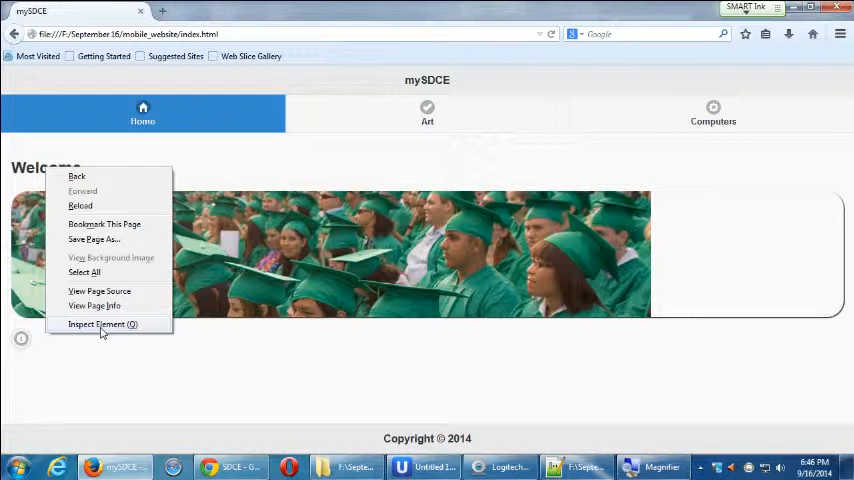 mySDCE
SMART Ink
file:///F:/September 16/mobile_website/index.html
Google
Most Visited Getting Started Suggested Sites Web Slice Gallery
mySDCE
Home Art Computers
Welcome
Back
Forward
Reload
Bookmark This Page
Save Page As...
View Background Image
Select All
View Page Source
View Page Info
Inspect Element (Q)
Copyright © 2014
mySDCE -... SDCE - G... F:\Septe... Untitled 1... Logitech... F:\Septe... Magnifier
6:46 PM
9/16/2014